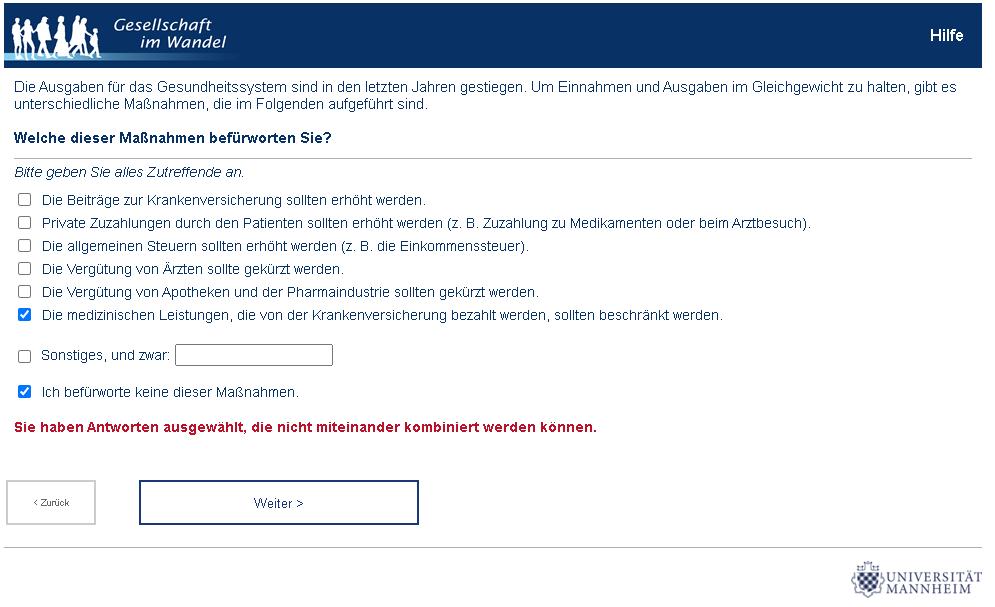 Gesellschaft
im Wandel
Hilfe
Die Ausgaben für das Gesundheitssystem sind in den letzten Jahren gestiegen. Um Einnahmen und Ausgaben im Gleichgewicht zu halten, gibt es
unterschiedliche Maßnahmen, die im Folgenden aufgeführt sind.
Welche dieser Maßnahmen befürworten Sie?
Bitte geben Sie alles Zutreffende an.
Die Beiträge zur Krankenversicherung sollten erhöht werden.
Private Zuzahlungen durch den Patienten sollten erhöht werden (z. B. Zuzahlung zu Medikamenten oder beim Arztbesuch).
Die allgemeinen Steuern sollten erhöht werden (z. B. die Einkommenssteuer).
Die Vergütung von Ärzten sollte gekürzt werden.
Die Vergütung von Apotheken und der Pharmaindustrie sollten gekürzt werden.
Die medizinischen Leistungen, die von der Krankenversicherung bezahlt werden, sollten beschränkt werden.
Sonstiges, und zwar:
Ich befürworte keine dieser Maßnahmen.
Sie haben Antworten ausgewählt, die nicht miteinander kombiniert werden können.
< Zurück
Weiter >
UNIVERSITÄT
MANNHEIM